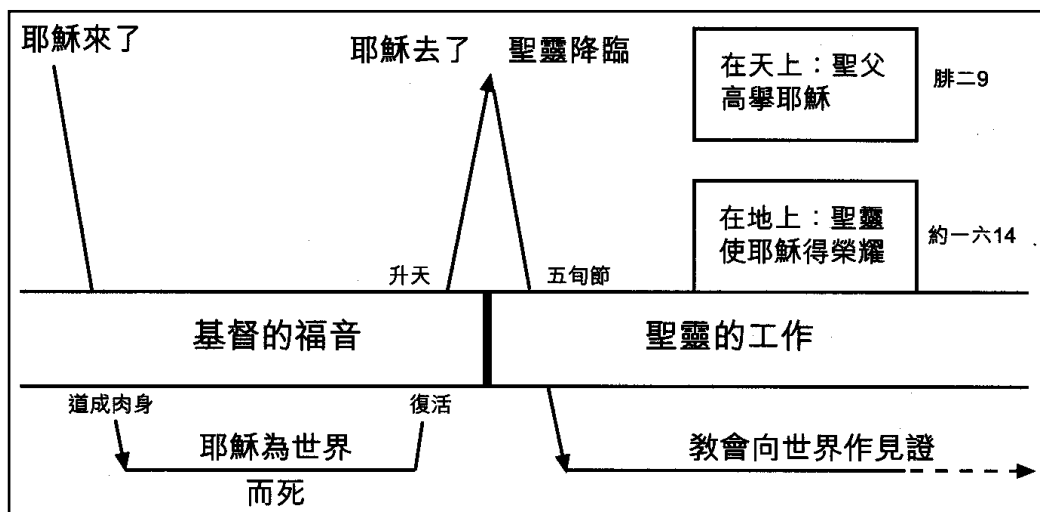 耶穌來了
耶穌去了 聖靈降臨
在天上：聖父
高舉耶穌
腓二9
在地上：聖靈
使耶穌得榮耀
約一六14
升天 五旬節
基督的福音 聖靈的工作
道成肉身 復活
耶穌為世界
而死
教會向世界作見證